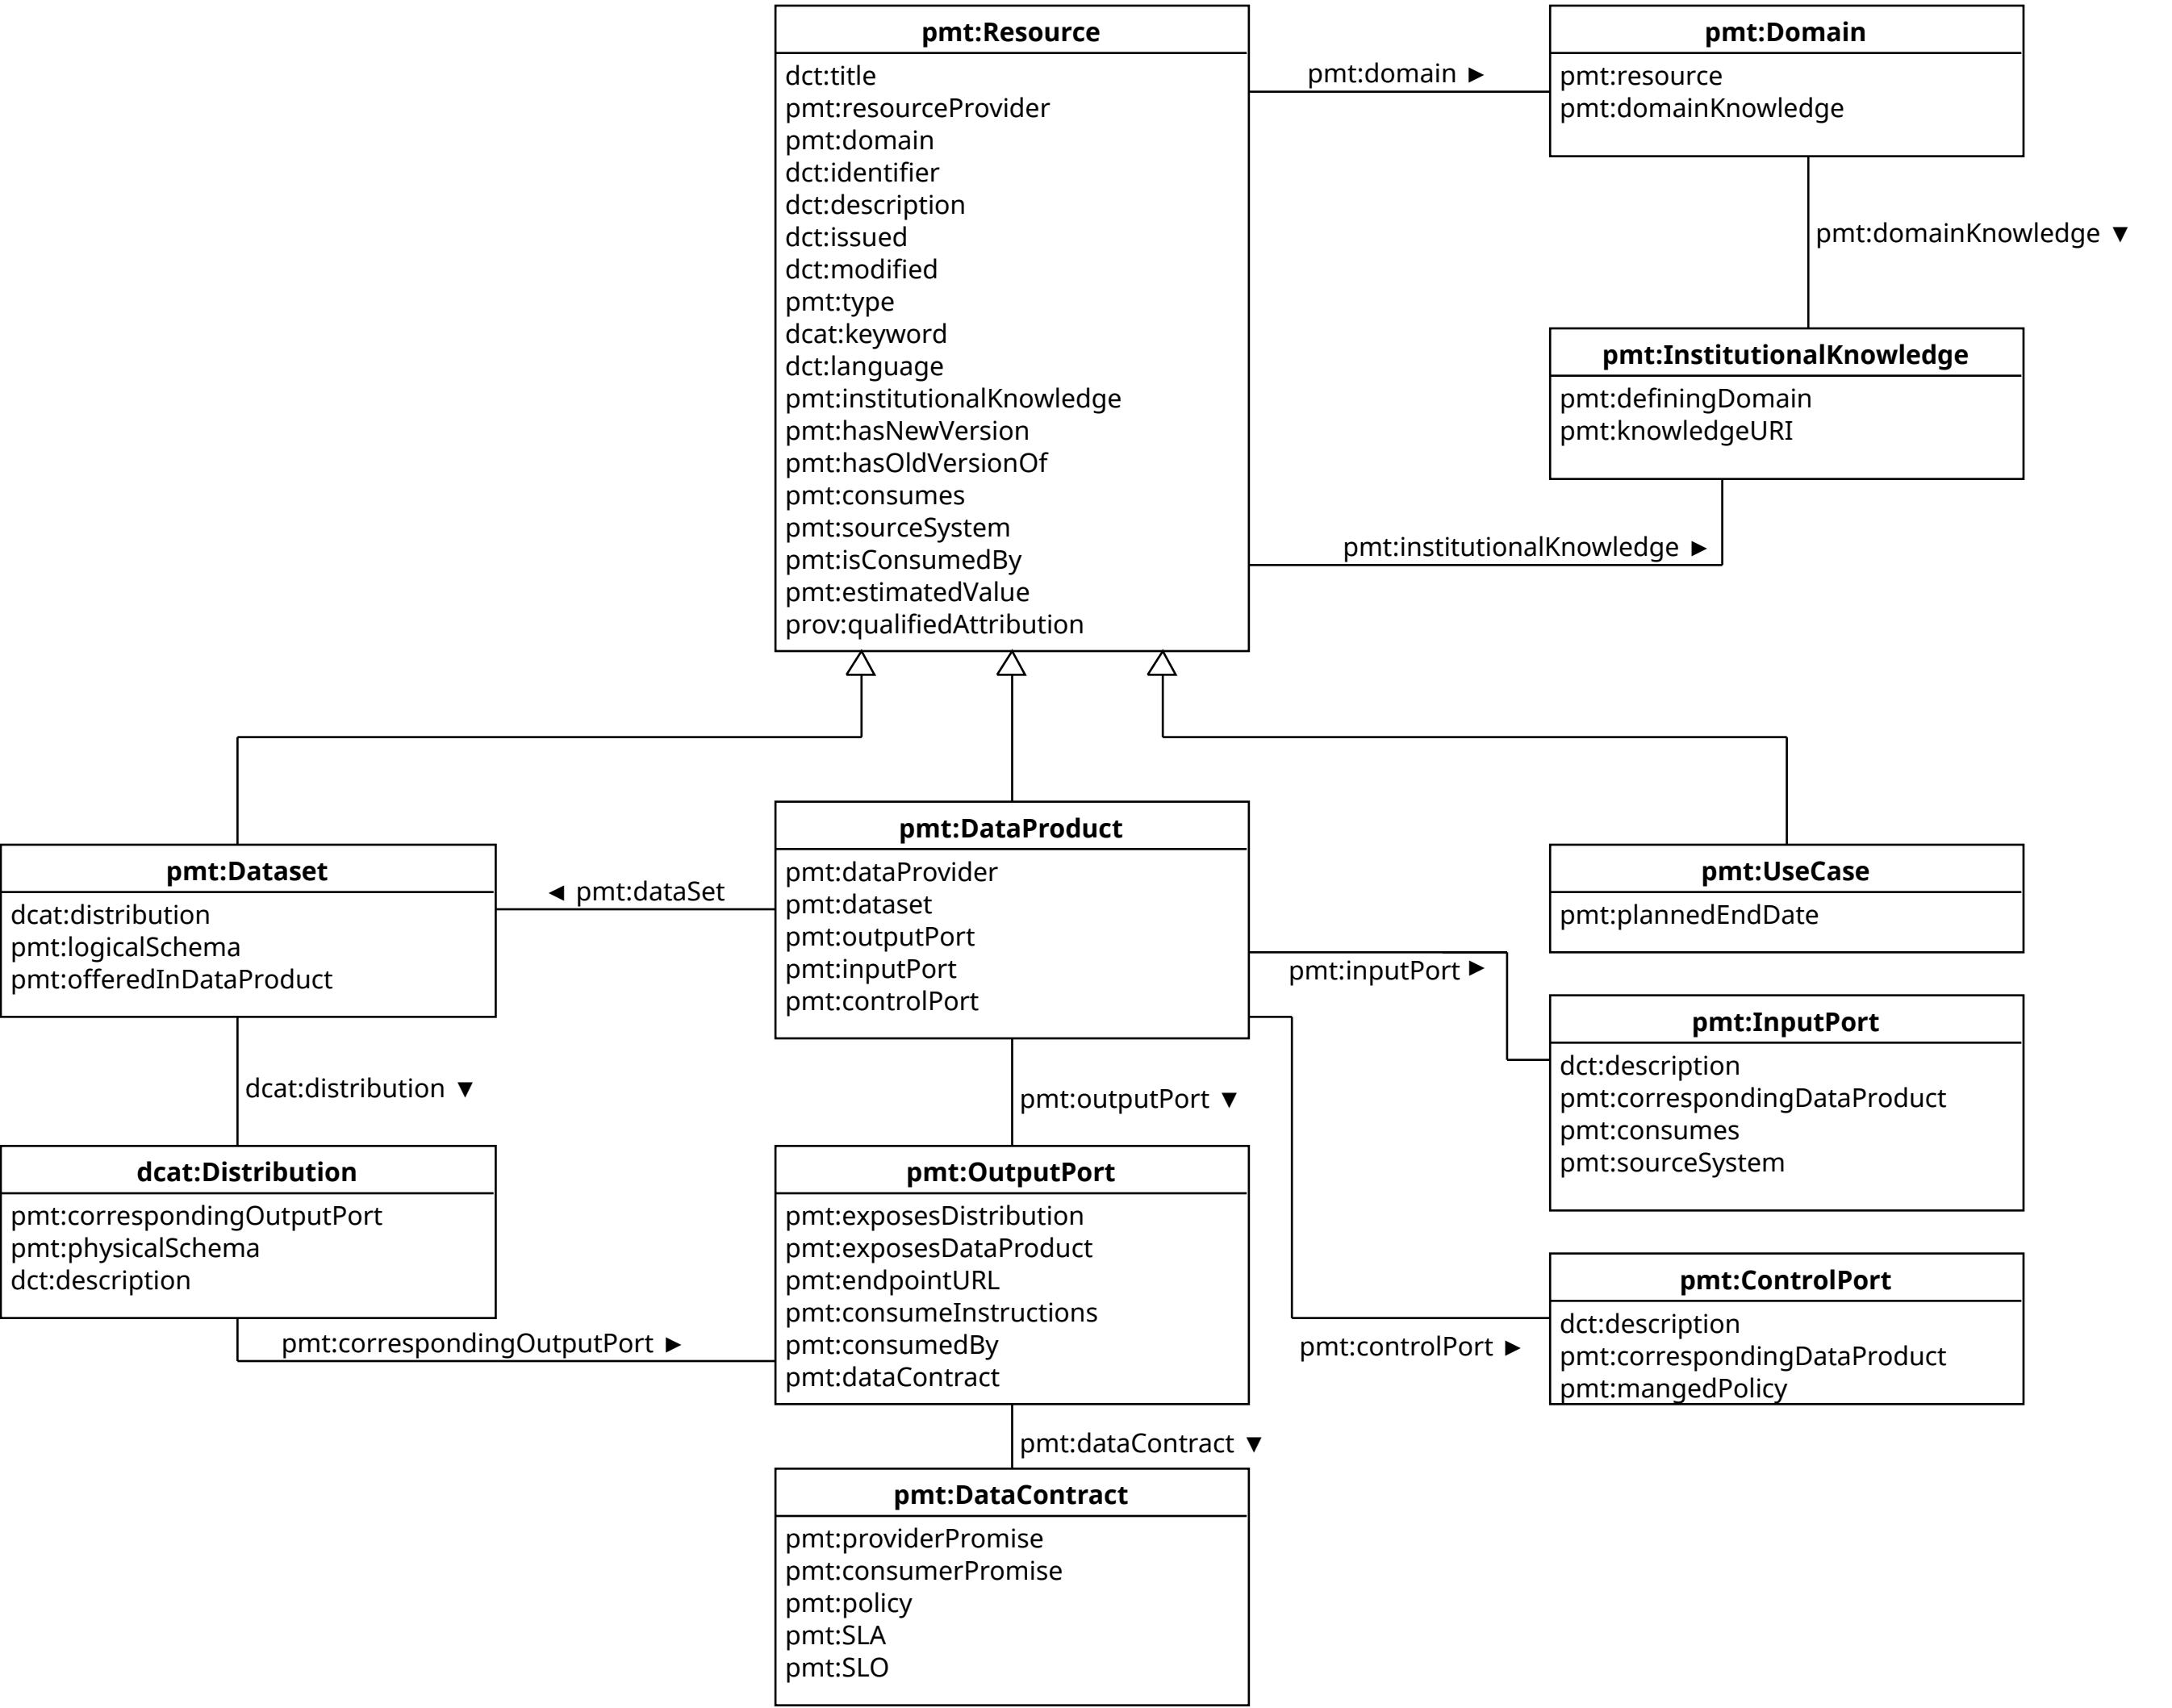 pmt:Resource
dct:title
pmt:resourceProvider
pmt:domain
dct:identifier
dct:description
dct:issued
dct:modified
pmt:type
dcat:keyword
dct:language
pmt:institutionalKnowledge
pmt:hasNewVersion
pmt:hasOldVersionOf
pmt:consumes
pmt:sourceSystem
pmt:isConsumedBy
pmt:estimatedValue
prov:qualifiedAttribution
pmt:domain ►
pmt:Domain
pmt:resource
pmt:domainKnowledge
pmt:domainKnowledge ▼
pmt:InstitutionalKnowledge
pmt:definingDomain
pmt:knowledgeURI
pmt:institutionalKnowledge ►
pmt:Dataset
dcat:distribution
pmt:logicalSchema
pmt:offeredInDataProduct
◄ pmt:dataSet
pmt:DataProduct
pmt:dataProvider
pmt:dataset
pmt:outputPort
pmt:inputPort
pmt:controlPort
pmt:UseCase
pmt:plannedEndDate
pmt:inputPort ►
pmt:InputPort
dct:description
pmt:correspondingDataProduct
pmt:consumes
pmt:sourceSystem
dcat:distribution ▼
pmt:outputPort ▼
dcat:Distribution
pmt:correspondingOutputPort
pmt:physicalSchema
dct:description
pmt:OutputPort
pmt:exposesDistribution
pmt:exposesDataProduct
pmt:endpointURL
pmt:consumeInstructions
pmt:consumedBy
pmt:dataContract
pmt:ControlPort
dct:description
pmt:correspondingDataProduct
pmt:mangedPolicy
pmt:correspondingOutputPort ►
pmt:controlPort ►
pmt:dataContract ▼
pmt:DataContract
pmt:providerPromise
pmt:consumerPromise
pmt:policy
pmt:SLA
pmt:SLO